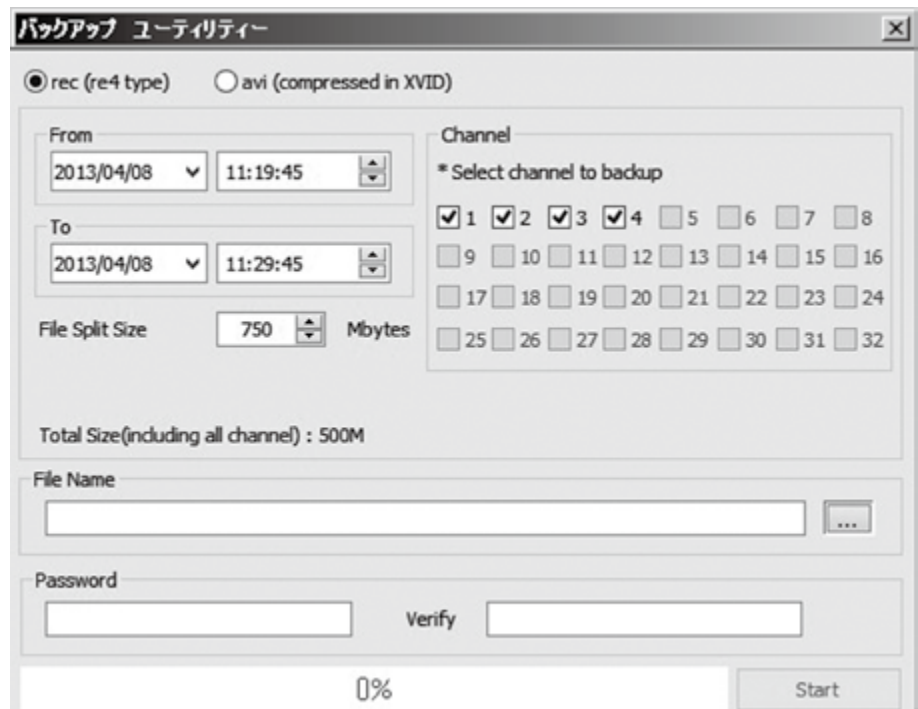 バックアップ ユーティリティー
rec (re4 type) avi (compressed in XVID)
From
2013/04/08 11:19:45
To
2013/04/08 11:29:45
File Split Size 750 Mbytes
Total Size(including all channel) : 500M
Channel
* Select channel to backup
1 2 3 4 5 6 7 8
9 10 11 12 13 14 15 16
17 18 19 20 21 22 23 24
25 26 27 28 29 30 31 32
File Name
...
Password
Verify
0% Start